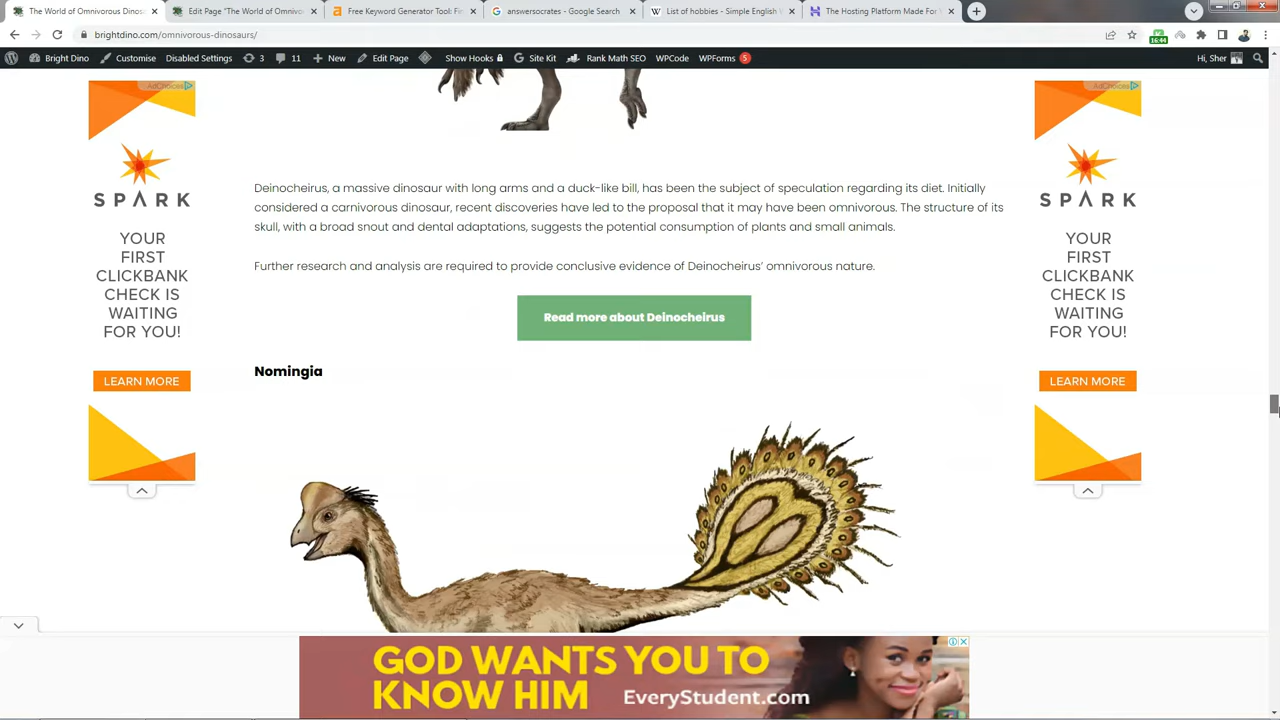 The World of Omnivorous Dinos
Edit Page "The World of Omnivor
Free Keyword Generator Tool: Fi
answersocrates - Google Search
List of hobbies - Simple English W
The Hosting Platform Made For Y
brightdino.com/omnivorous-dinosaurs/
16:44
Bright Dino
Customise
Disabled Settings
3
11
New
Edit Page
Show Hooks
Site Kit
Rank Math SEO
WPCode
WPForms
5
Hi, Sher
AdChoices
SPARK
YOUR
FIRST
CLICKBANK
CHECK IS
WAITING
FOR YOU!
LEARN MORE
Deinocheirus, a massive dinosaur with long arms and a duck-like bill, has been the subject of speculation regarding its diet. Initially
considered a carnivorous dinosaur, recent discoveries have led to the proposal that it may have been omnivorous. The structure of its
skull, with a broad snout and dental adaptations, suggests the potential consumption of plants and small animals.
Further research and analysis are required to provide conclusive evidence of Deinocheirus' omnivorous nature.
Read more about Deinocheirus
Nomingia
AdChoices
SPARK
YOUR
FIRST
CLICKBANK
CHECK IS
WAITING
FOR YOU!
LEARN MORE
GOD WANTS YOU TO
KNOW HIM EveryStudent.com